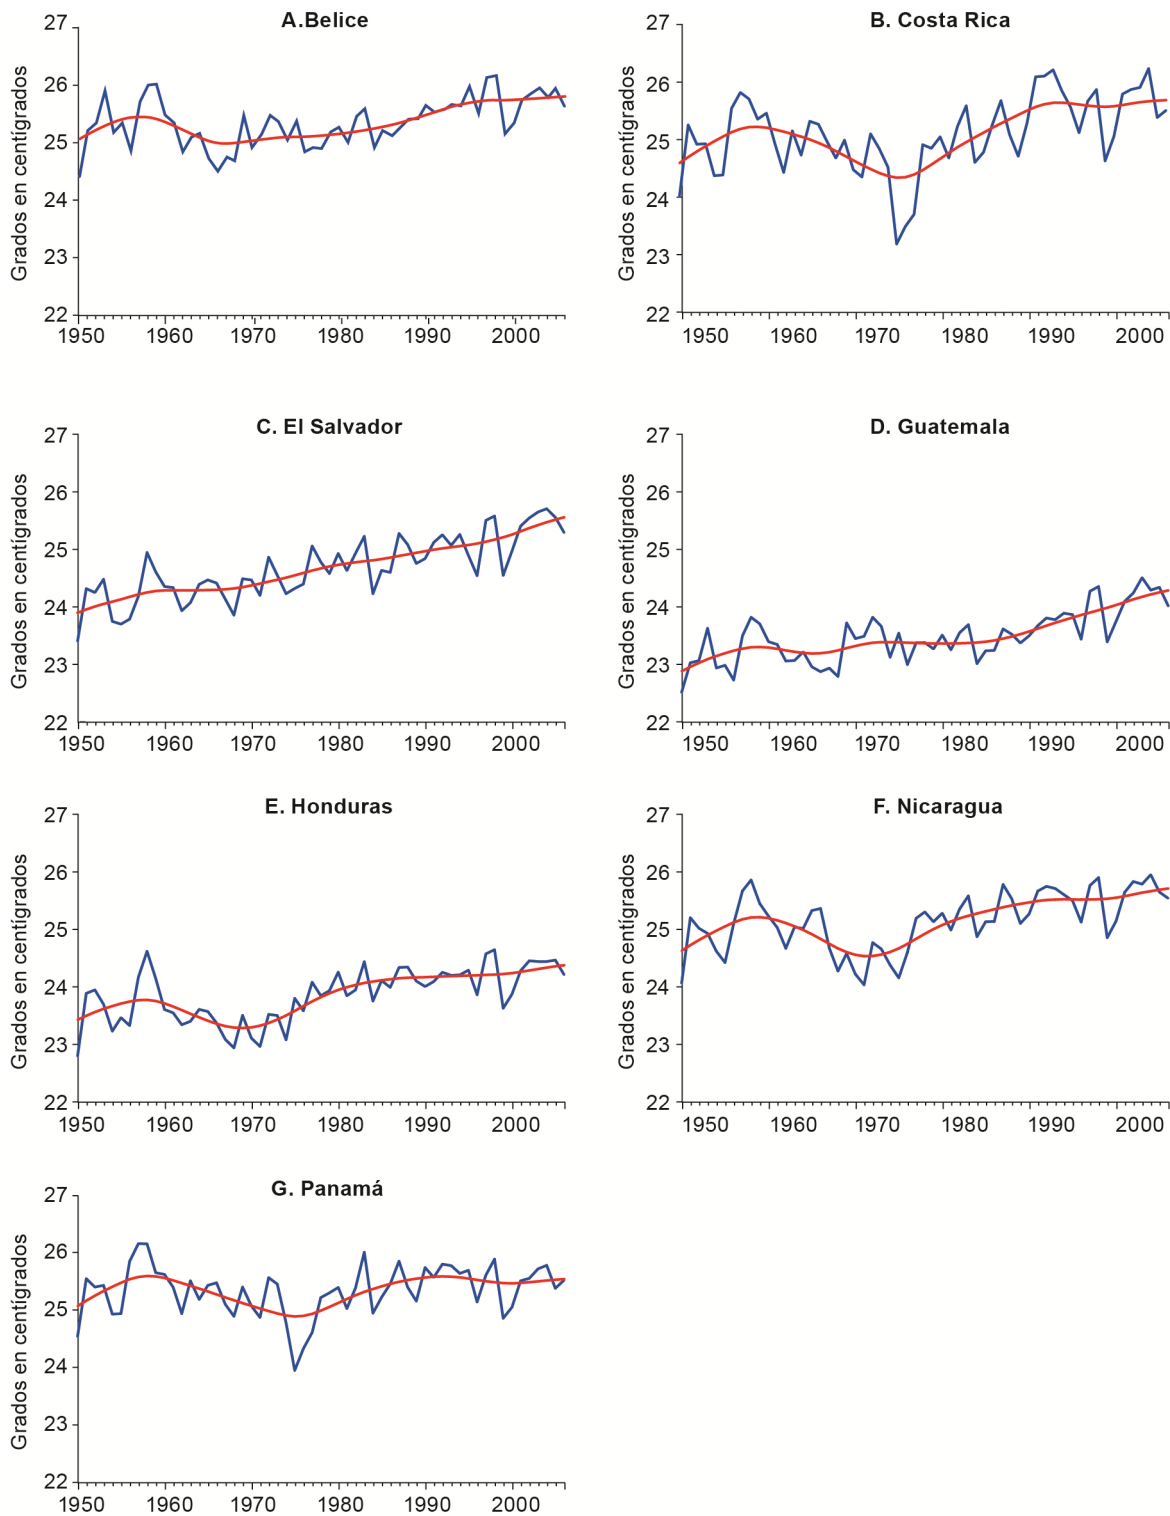 A.Belice
Grados en centígrados
27
26
25
24
23
22
1950 1960 1970 1980 1990 2000
B. Costa Rica
Grados en centígrados
27
26
25
24
23
22
1950 1960 1970 1980 1990 2000
C. El Salvador
Grados en centígrados
27
26
25
24
23
22
1950 1960 1970 1980 1990 2000
D. Guatemala
Grados en centígrados
27
26
25
24
23
22
1950 1960 1970 1980 1990 2000
E. Honduras
Grados en centígrados
27
26
25
24
23
22
1950 1960 1970 1980 1990 2000
F. Nicaragua
Grados en centígrados
27
26
25
24
23
22
1950 1960 1970 1980 1990 2000
G. Panamá
Grados en centígrados
27
26
25
24
23
22
1950 1960 1970 1980 1990 2000